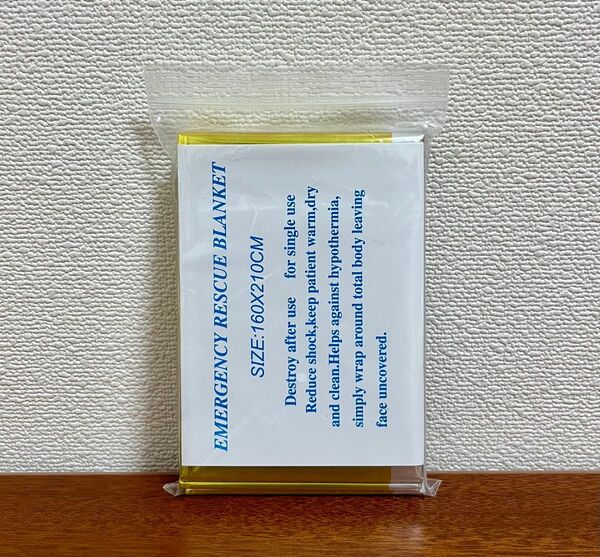 EMERGENCY RESCUE BLANKET
SIZE:160X210CM
Destroy after use for single use
Reduce shock,keep patient warm,dry
and clean.Helps against hypothermia,
simply wrap around total body leaving
face uncovered.